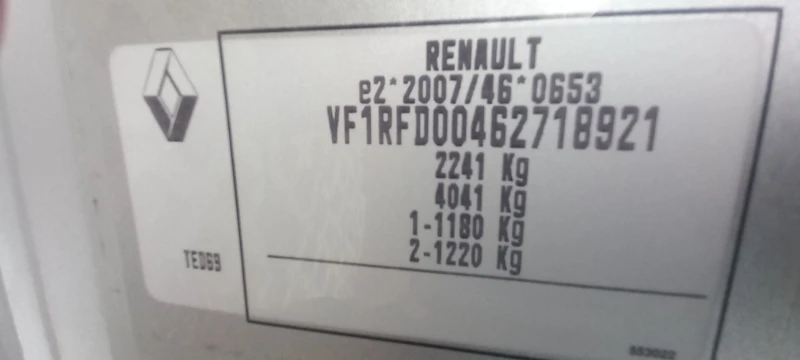 RENAULT
e2*2007/46*0653
VF1RFD00462718921
2241 Kg
4041 Kg
1-1180 Kg
2-1220 Kg
TED69